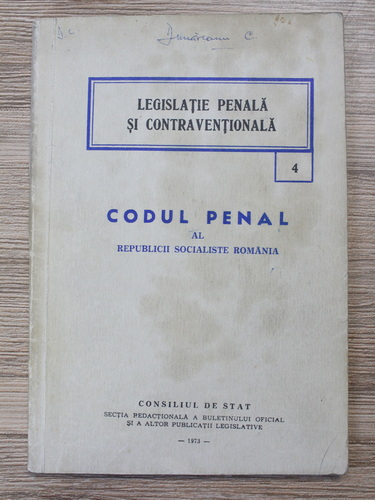 LEGISLAȚIE PENALĂ
ȘI CONTRAVENȚIONALĂ
4
CODUL PENAL
AL
REPUBLICII SOCIALISTE ROMÂNIA
CONSILIUL DE STAT
SECȚIA REDACȚIONALĂ A BULETINULUI OFICIAL
ȘI A ALTOR PUBLICAȚII LEGISLATIVE
— 1973 —